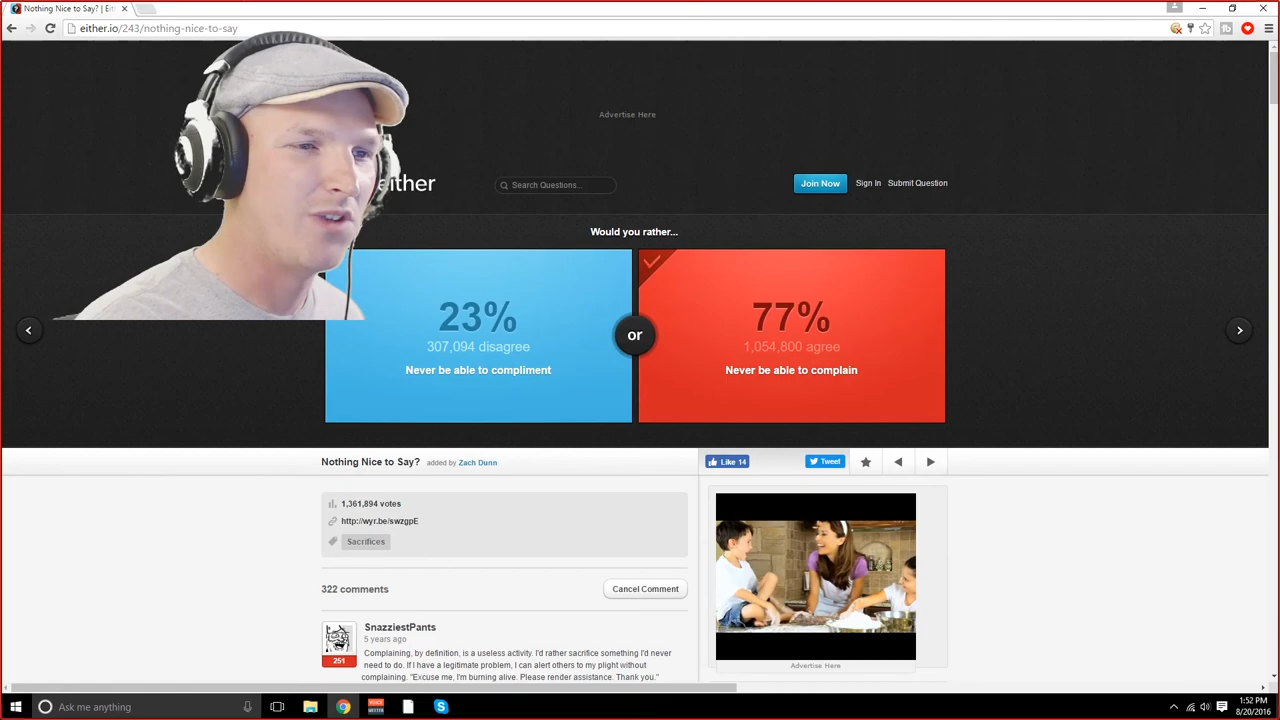 Nothing Nice to Say? | Eit
either.io/243/nothing-nice-to-say
Advertise Here
either
Search Questions...
Join Now
Sign In
Submit Question
Would you rather...
23%
307,094 disagree
Never be able to compliment
or
77%
1,054,800 agree
Never be able to complain
Nothing Nice to Say? added by Zach Dunn
Like 14
Tweet
1,361,894 votes
http://wyr.be/swzgpE
Sacrifices
322 comments
Cancel Comment
SnazziestPants
5 years ago
251
Complaining, by definition, is a useless activity. I'd rather sacrifice something I'd never
need to do. If I have a legitimate problem, I can alert others to my plight without
complaining. "Excuse me, I'm burning alive. Please render assistance. Thank you."
Advertise Here
Ask me anything
1:52 PM
8/20/2016